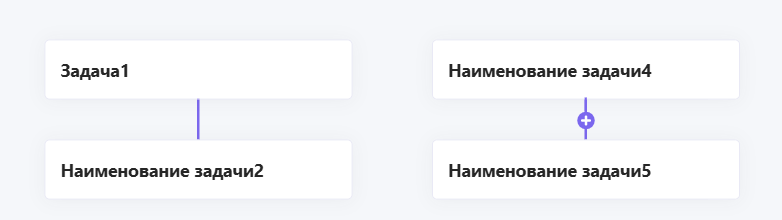 Задача1
Наименование задачи4
Наименование задачи2
Наименование задачи5